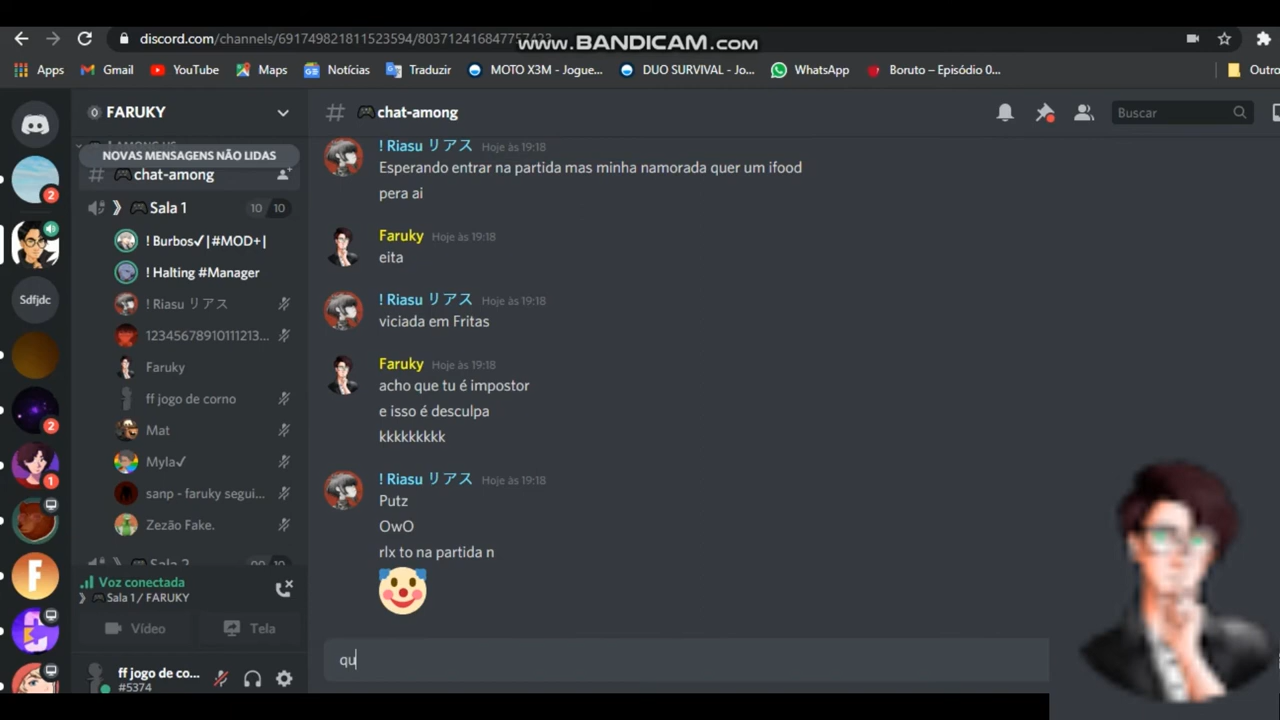 discord.com/channels/691749821811523594/803712416847757423
www.BANDICAM.com
Apps
Gmail
YouTube
Maps
Notícias
Traduzir
MOTO X3M - Jogue...
DUO SURVIVAL - Jo...
WhatsApp
Boruto – Episódio 0...
Outro
FARUKY
NOVAS MENSAGENS NÃO LIDAS
chat-among
Sala 1
10 10
! Burbos✓|#MOD+|
! Halting #Manager
! Riasu リアス
12345678910111213...
Faruky
ff jogo de corno
Mat
Myla✓
sanp - faruky segui...
Zezão Fake.
Sala 2
Voz conectada
Sala 1 / FARUKY
Vídeo
Tela
ff jogo de co...
#5374
2
Sdfjdc
2
1
F
# chat-among
Buscar
! Riasu リアス Hoje às 19:18
Esperando entrar na partida mas minha namorada quer um ifood
pera ai
Faruky Hoje às 19:18
eita
! Riasu リアス Hoje às 19:18
viciada em Fritas
Faruky Hoje às 19:18
acho que tu é impostor
e isso é desculpa
kkkkkkkkk
! Riasu リアス Hoje às 19:18
Putz
OwO
rlx to na partida n
qu